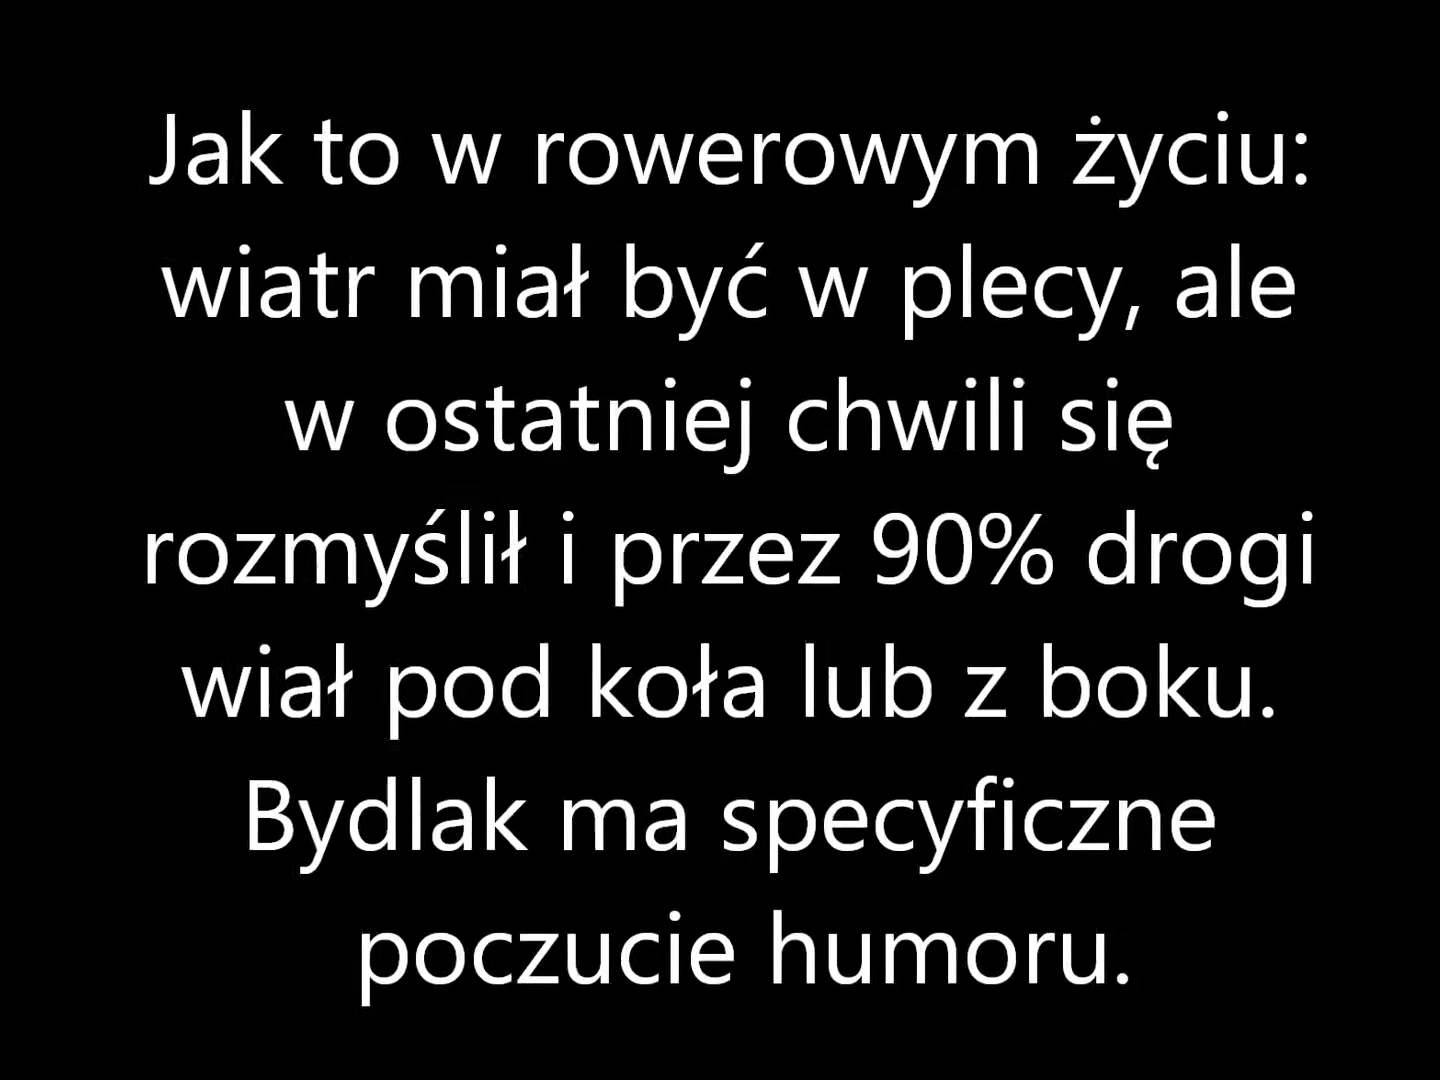 Jak to w rowerowym życiu:
wiatr miał być w plecy, ale
w ostatniej chwili się
rozmyślił i przez 90% drogi
wiał pod koła lub z boku.
Bydlak ma specyficzne
poczucie humoru.